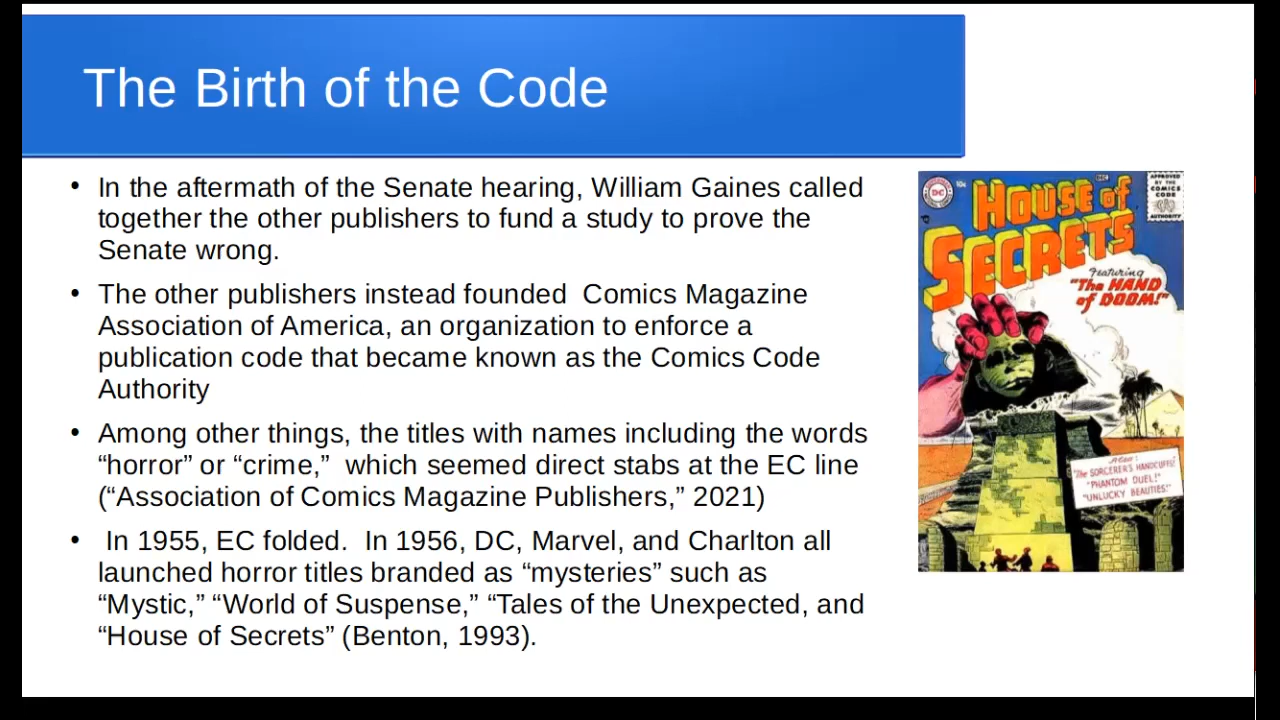 The Birth of the Code
• In the aftermath of the Senate hearing, William Gaines called
together the other publishers to fund a study to prove the
Senate wrong.
• The other publishers instead founded  Comics Magazine
Association of America, an organization to enforce a
publication code that became known as the Comics Code
Authority
• Among other things, the titles with names including the words
“horror” or “crime,”  which seemed direct stabs at the EC line
(“Association of Comics Magazine Publishers,” 2021)
• In 1955, EC folded.  In 1956, DC, Marvel, and Charlton all
launched horror titles branded as “mysteries” such as
“Mystic,” “World of Suspense,” “Tales of the Unexpected, and
“House of Secrets” (Benton, 1993).
DC
10¢
DEC.
APPROVED
BY THE
COMICS
CODE
AUTHORITY
HOUSE of
SECRETS
Featuring
"The HAND
of DOOM!"
Also:
"The SORCERER'S HANDCUFFS!"
"PHANTOM DUEL!"
"UNLUCKY BEAUTIES!"